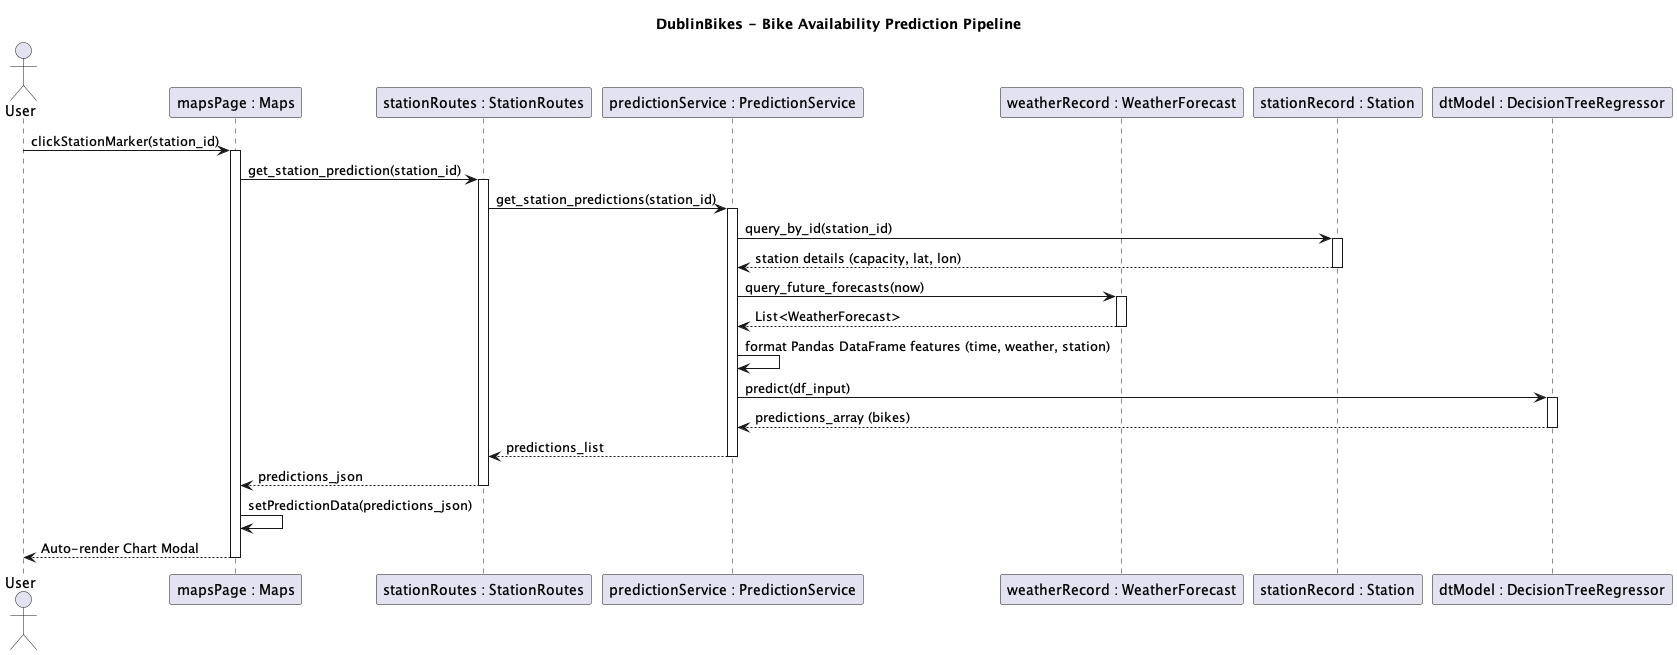 DublinBikes - Bike Availability Prediction Pipeline
User
mapsPage : Maps
stationRoutes : StationRoutes
predictionService : PredictionService
weatherRecord : WeatherForecast
stationRecord : Station
dtModel : DecisionTreeRegressor
clickStationMarker(station_id)
get_station_prediction(station_id)
get_station_predictions(station_id)
query_by_id(station_id)
station details (capacity, lat, lon)
query_future_forecasts(now)
List<WeatherForecast>
format Pandas DataFrame features (time, weather, station)
predict(df_input)
predictions_array (bikes)
predictions_list
predictions_json
setPredictionData(predictions_json)
Auto-render Chart Modal
User
mapsPage : Maps
stationRoutes : StationRoutes
predictionService : PredictionService
weatherRecord : WeatherForecast
stationRecord : Station
dtModel : DecisionTreeRegressor